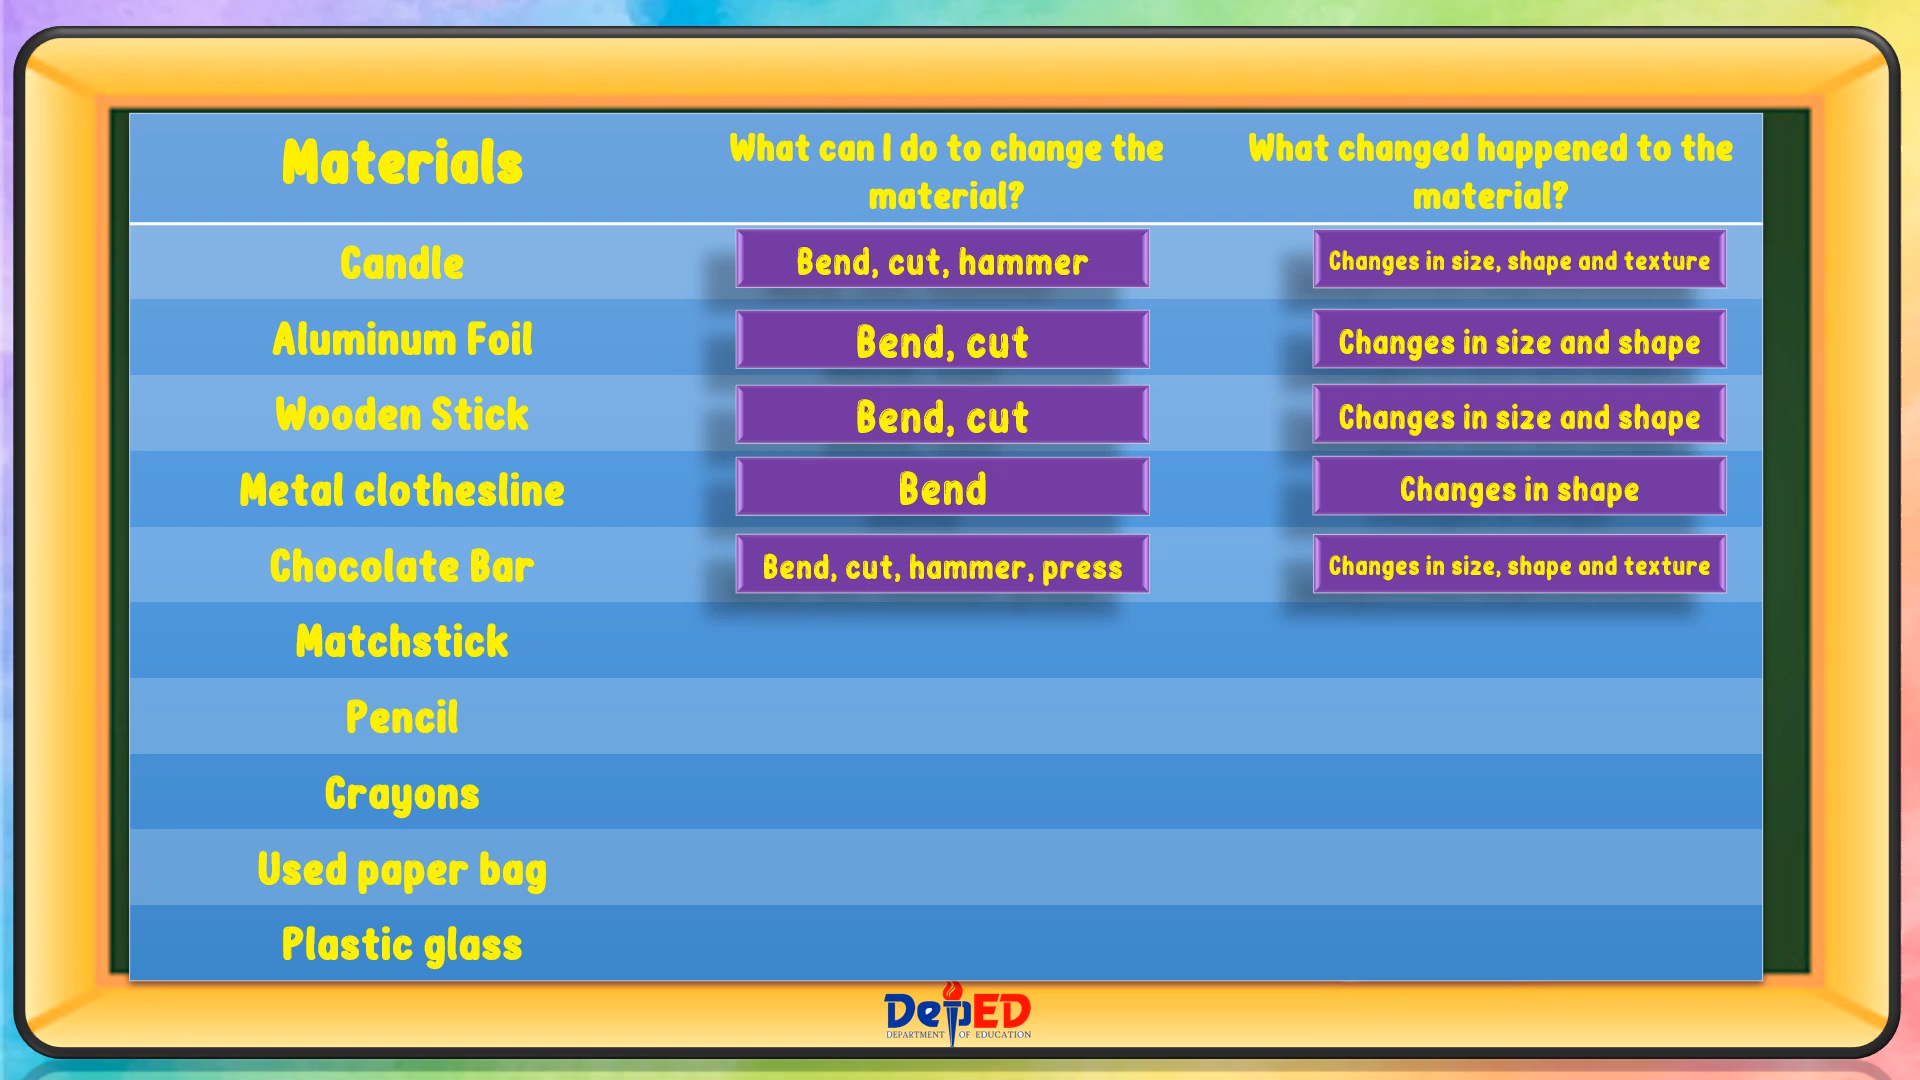 Materials
What can I do to change the
material?
What changed happened to the
material?
Candle
Bend, cut, hammer
Changes in size, shape and texture
Aluminum Foil
Bend, cut
Changes in size and shape
Wooden Stick
Bend, cut
Changes in size and shape
Metal clothesline
Bend
Changes in shape
Chocolate Bar
Bend, cut, hammer, press
Changes in size, shape and texture
Matchstick
Pencil
Crayons
Used paper bag
Plastic glass
DepED
DEPARTMENT OF EDUCATION